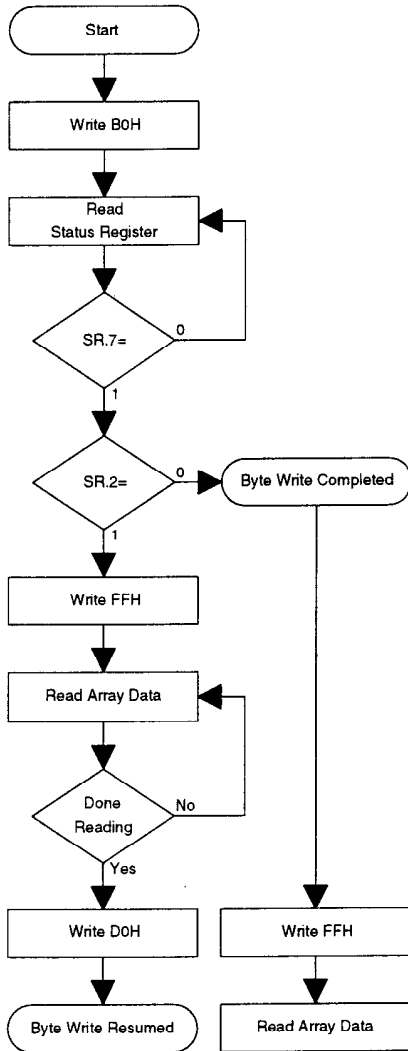 Start
Write B0H
Read
Status Register
SR.7=
0
1
SR.2=
0
Byte Write Completed
1
Write FFH
Read Array Data
Done
Reading
No
Yes
Write D0H
Write FFH
Byte Write Resumed
Read Array Data